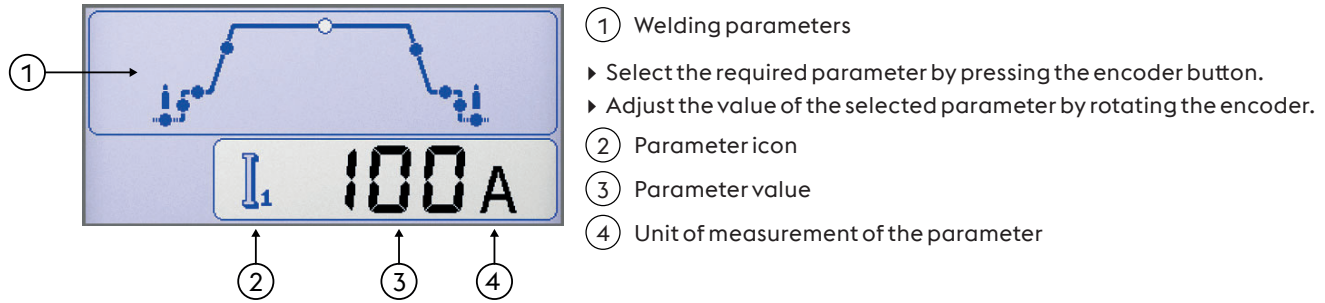 1 Welding parameters
1
‣ Select the required parameter by pressing the encoder button.
‣ Adjust the value of the selected parameter by rotating the encoder.
2 Parameter icon
I1 100 A
3 Parameter value
4 Unit of measurement of the parameter
2 3 4